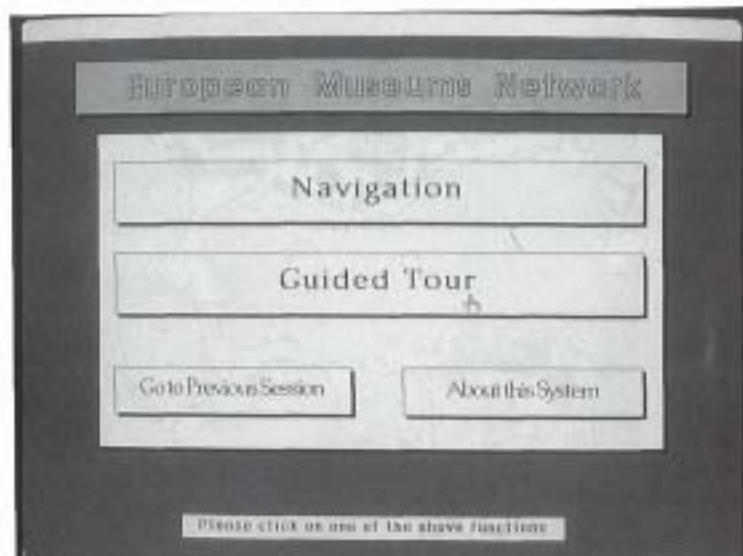 European Museums Network
Navigation
Guided Tour
Go to Previous Session
About this System
Please click on one of the above functions